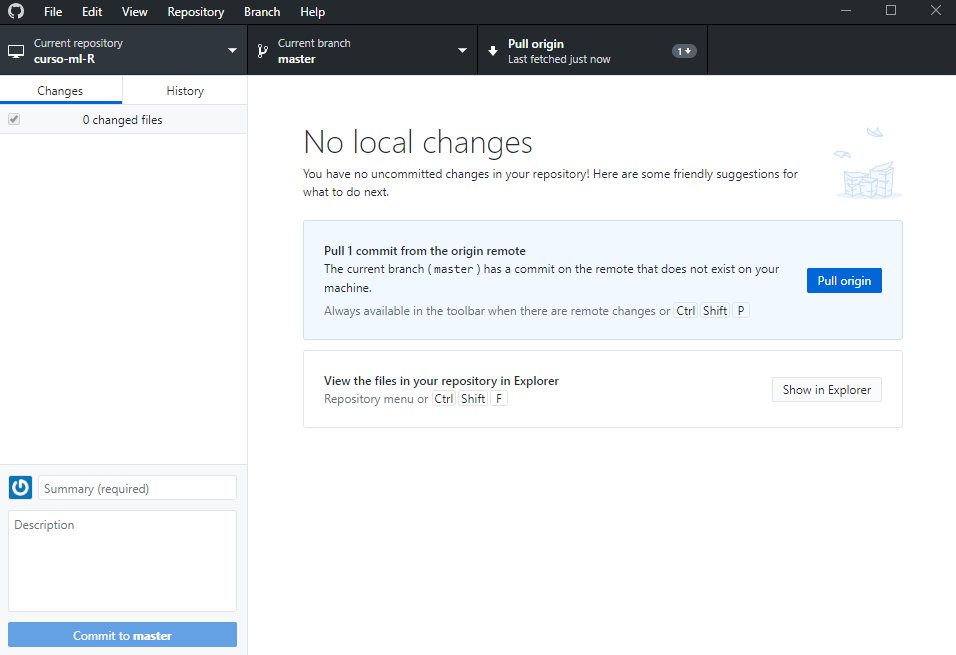 File Edit View Repository Branch Help
Current repository
curso-ml-R
Current branch
master
Pull origin
Last fetched just now
1
Changes History
0 changed files
No local changes
You have no uncommitted changes in your repository! Here are some friendly suggestions for
what to do next.
Pull 1 commit from the origin remote
The current branch (master) has a commit on the remote that does not exist on your
machine.
Always available in the toolbar when there are remote changes or Ctrl Shift P
Pull origin
View the files in your repository in Explorer
Repository menu or Ctrl Shift F
Show in Explorer
Summary (required)
Description
Commit to master